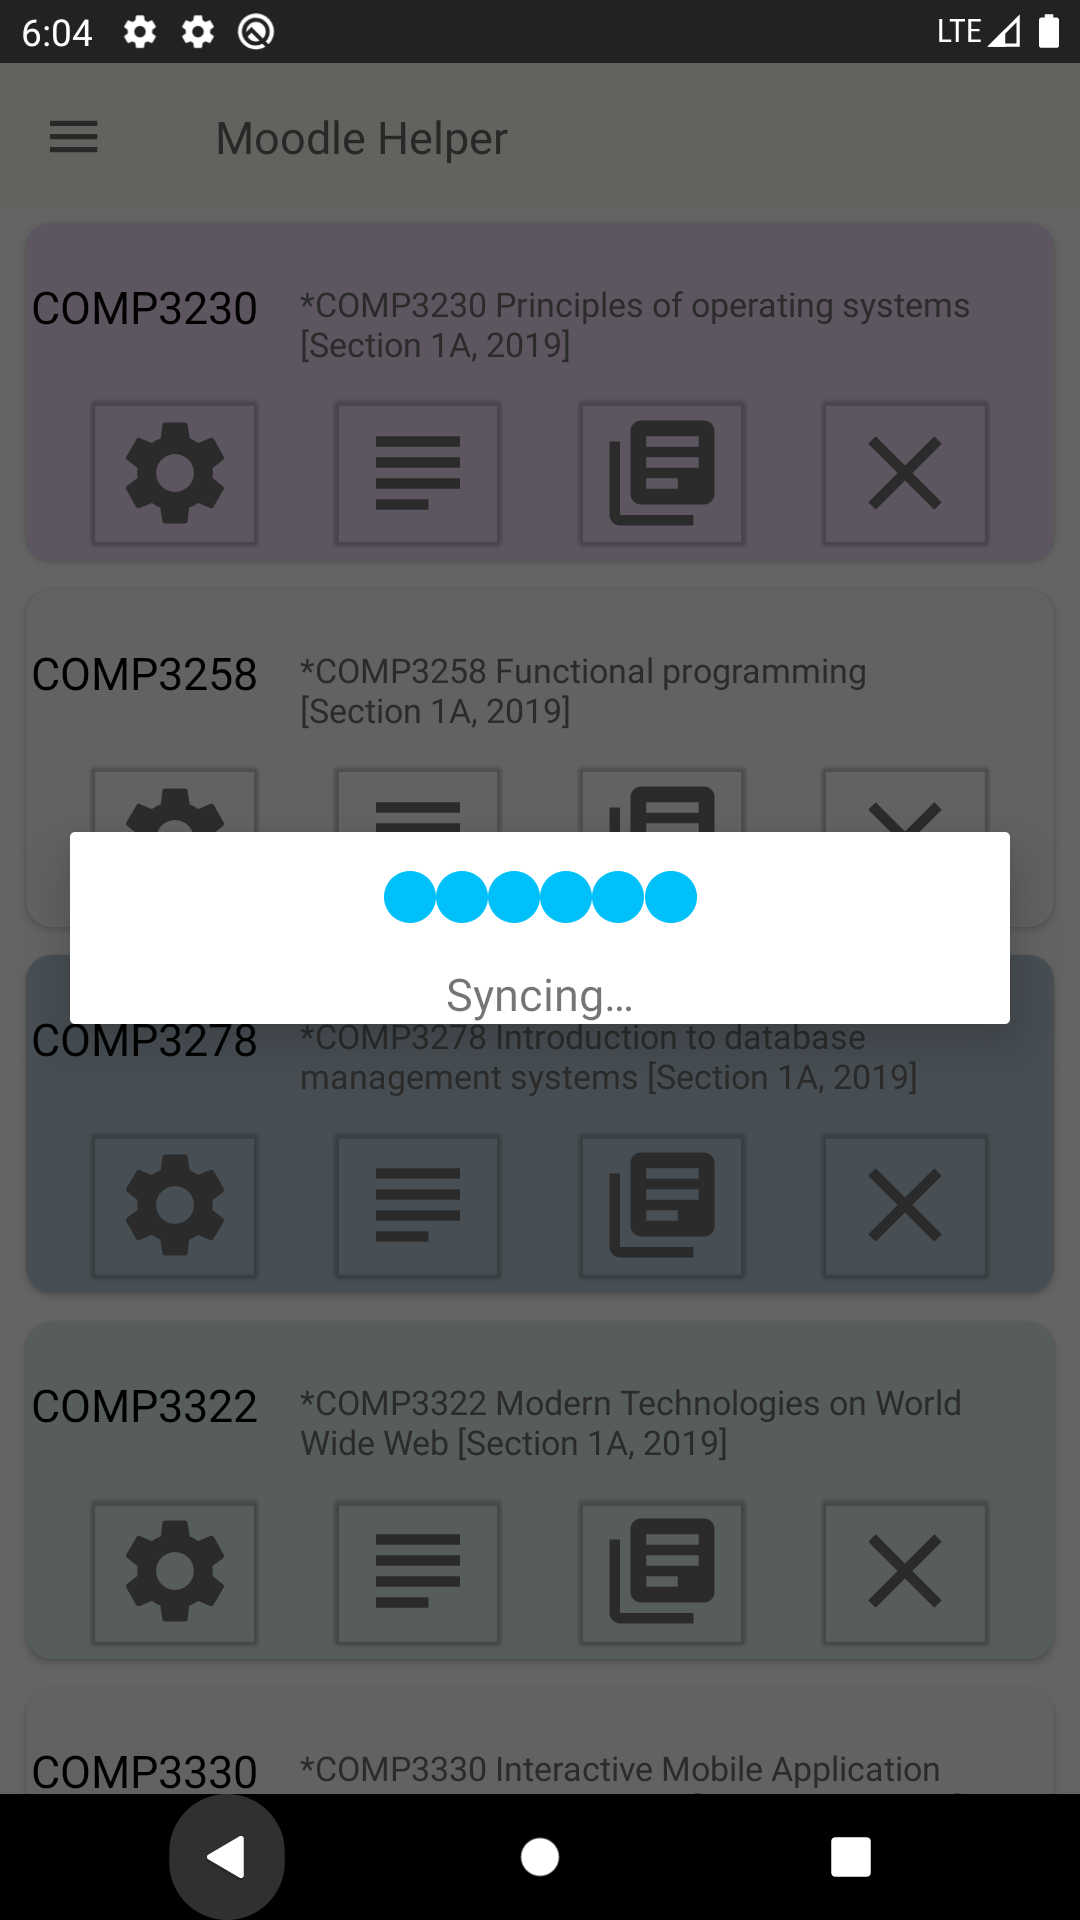 6:04
LTE
Moodle Helper
COMP3230
*COMP3230 Principles of operating systems
[Section 1A, 2019]
COMP3258
*COMP3258 Functional programming
[Section 1A, 2019]
Syncing...
COMP3278
*COMP3278 Introduction to database
management systems [Section 1A, 2019]
COMP3322
*COMP3322 Modern Technologies on World
Wide Web [Section 1A, 2019]
COMP3330
*COMP3330 Interactive Mobile Application